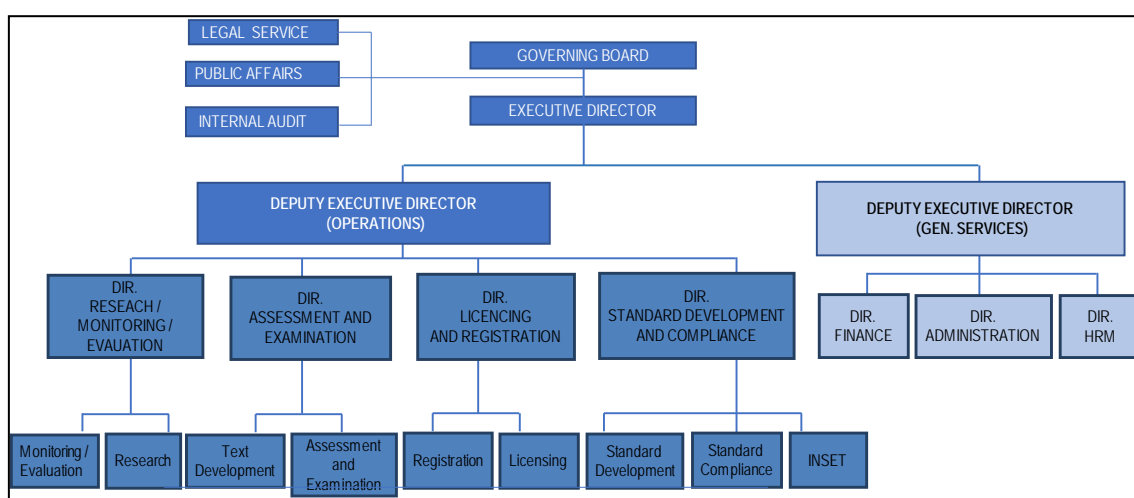 LEGAL SERVICE
GOVERNING BOARD
PUBLIC AFFAIRS
EXECUTIVE DIRECTOR
INTERNAL AUDIT
DEPUTY EXECUTIVE DIRECTOR
(OPERATIONS)
DEPUTY EXECUTIVE DIRECTOR
(GEN. SERVICES)
DIR.
RESEACH /
MONITORING /
EVALUATION
DIR.
ASSESSMENT AND
EXAMINATION
DIR.
LICENCING
AND REGISTRATION
DIR.
STANDARD DEVELOPMENT
AND COMPLIANCE
DIR.
FINANCE
DIR.
ADMINISTRATION
DIR.
HRM
Monitoring /
Evaluation
Research
Text
Development
Assessment
and
Examination
Registration
Licensing
Standard
Development
Standard
Compliance
INSET